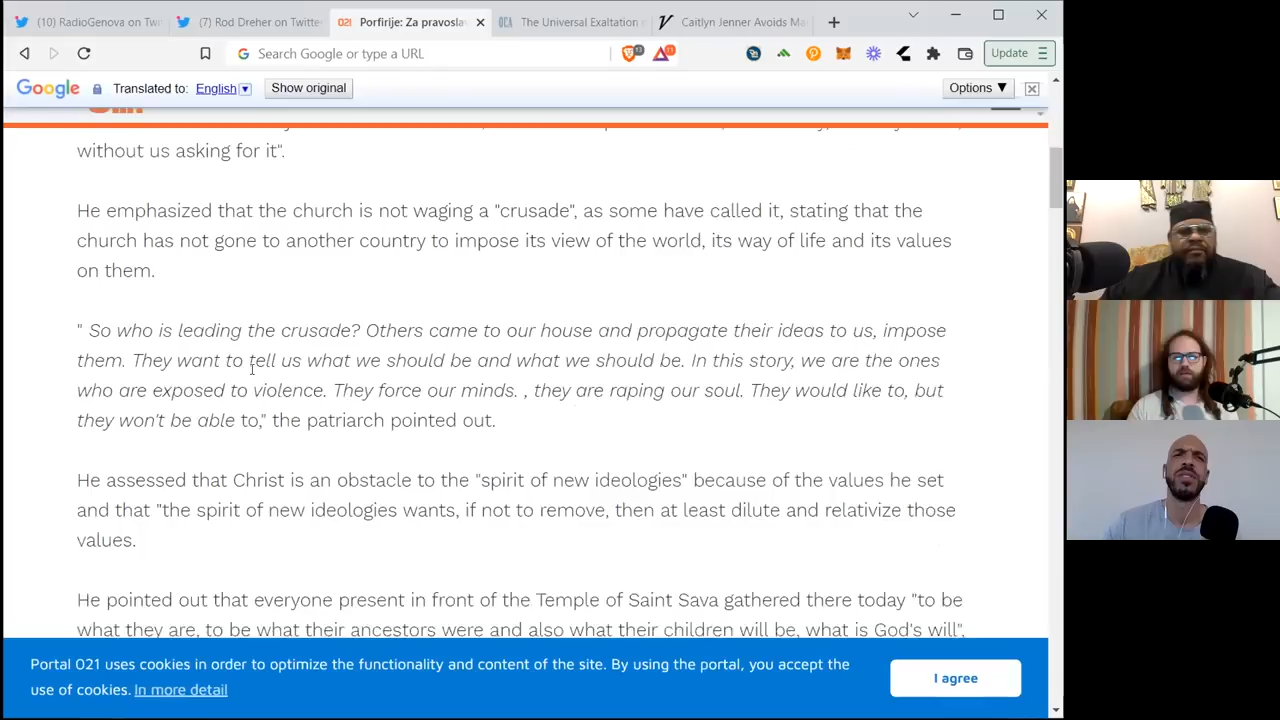 (10) RadioGenova on Twi
(7) Rod Dreher on Twitter
021 Porfirije: Za pravosla
OCA The Universal Exaltation o
Caitlyn Jenner Avoids Ma
Search Google or type a URL
Update
Google Translated to: English Show original Options ▼
without us asking for it".
He emphasized that the church is not waging a "crusade", as some have called it, stating that the
church has not gone to another country to impose its view of the world, its way of life and its values
on them.
" So who is leading the crusade? Others came to our house and propagate their ideas to us, impose
them. They want to tell us what we should be and what we should be. In this story, we are the ones
who are exposed to violence. They force our minds. , they are raping our soul. They would like to, but
they won't be able to," the patriarch pointed out.
He assessed that Christ is an obstacle to the "spirit of new ideologies" because of the values he set
and that "the spirit of new ideologies wants, if not to remove, then at least dilute and relativize those
values.
He pointed out that everyone present in front of the Temple of Saint Sava gathered there today "to be
what they are, to be what their ancestors were and also what their children will be, what is God's will",
Portal 021 uses cookies in order to optimize the functionality and content of the site. By using the portal, you accept the
use of cookies. In more detail
I agree